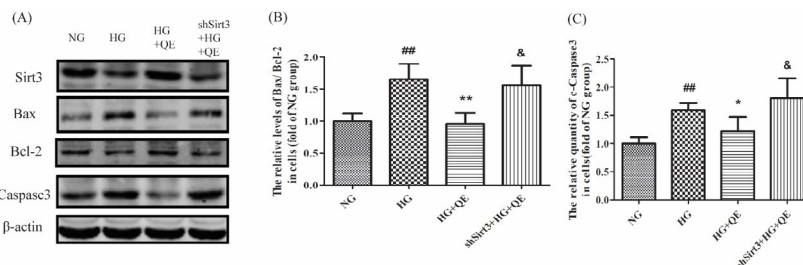 (A)
NG
HG
HG
+QE
shSirt3
+HG
+QE
Sirt3
Bax
Bcl-2
Caspase3
β-actin
(B)
The relative levels of Bax/ Bcl-2
in cells (fold of NG group)
2.0
1.5
1.0
0.5
0.0
##
**
&
NG
HG
HG+QE
shSirt3+HG+QE
(C)
The relative quantity of c-Caspase3
in cells(fold of NG group)
2.5
2.0
1.5
1.0
0.5
0.0
##
*
&
NG
HG
HG+QE
shSirt3+HG+QE